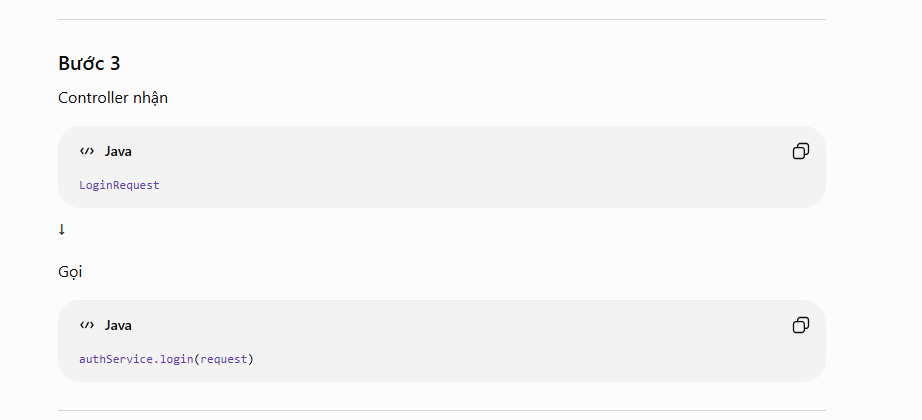 Bước 3
Controller nhận
Java
LoginRequest
↓
Gọi
Java
authService.login(request)